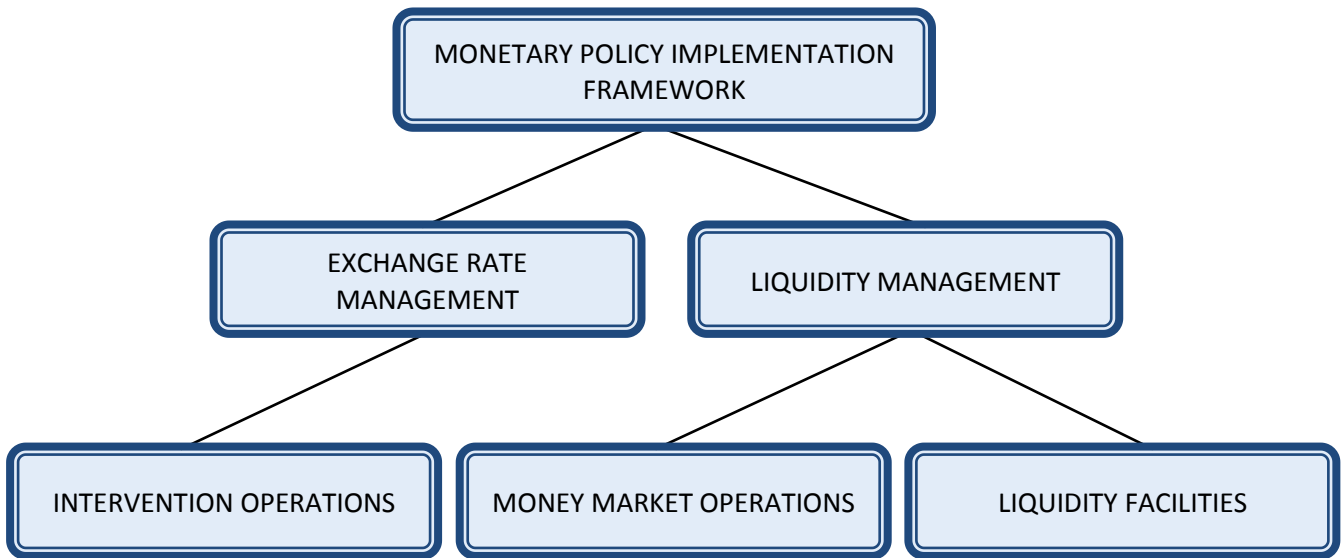 MONETARY POLICY IMPLEMENTATION
FRAMEWORK
EXCHANGE RATE
MANAGEMENT
LIQUIDITY MANAGEMENT
INTERVENTION OPERATIONS
MONEY MARKET OPERATIONS
LIQUIDITY FACILITIES